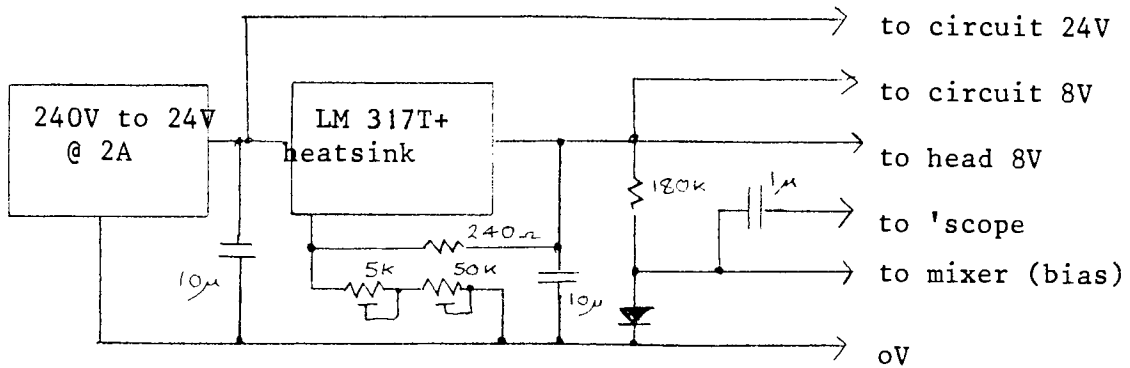 to circuit 24V
240V to 24V
@ 2A
LM 317T+
heatsink
to circuit 8V
to head 8V
180K
1μ
to 'scope
240Ω
5K
50K
10μ
10μ
to mixer (bias)
oV